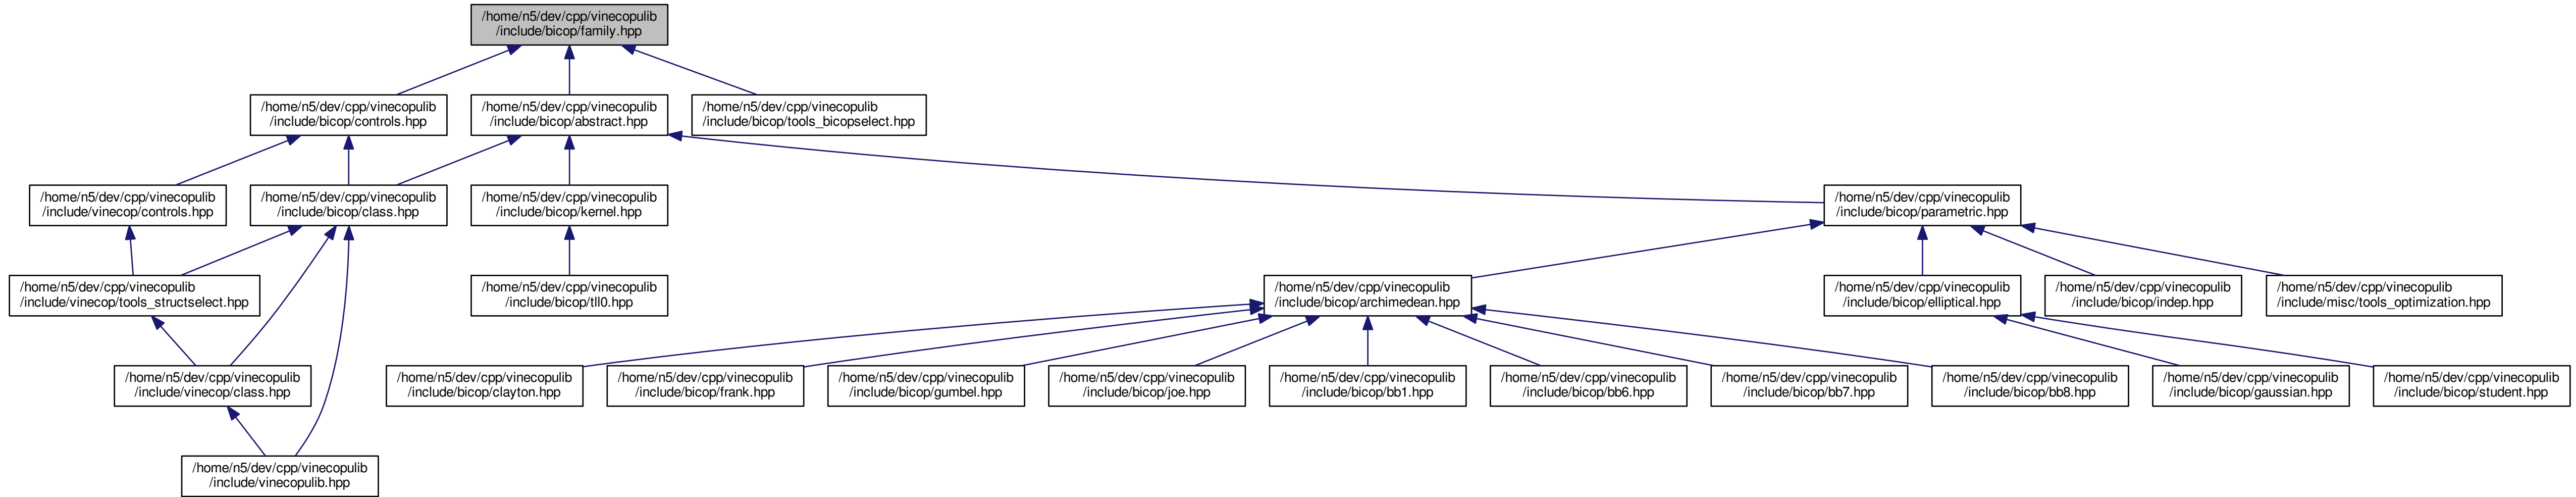 /home/n5/dev/cpp/vinecopulib
/include/bicop/family.hpp
/home/n5/dev/cpp/vinecopulib
/include/bicop/controls.hpp
/home/n5/dev/cpp/vinecopulib
/include/bicop/abstract.hpp
/home/n5/dev/cpp/vinecopulib
/include/bicop/tools_bicopselect.hpp
/home/n5/dev/cpp/vinecopulib
/include/vinecop/controls.hpp
/home/n5/dev/cpp/vinecopulib
/include/bicop/class.hpp
/home/n5/dev/cpp/vinecopulib
/include/bicop/kernel.hpp
/home/n5/dev/cpp/vinecopulib
/include/bicop/parametric.hpp
/home/n5/dev/cpp/vinecopulib
/include/vinecop/tools_structselect.hpp
/home/n5/dev/cpp/vinecopulib
/include/bicop/tll0.hpp
/home/n5/dev/cpp/vinecopulib
/include/bicop/archimedean.hpp
/home/n5/dev/cpp/vinecopulib
/include/bicop/elliptical.hpp
/home/n5/dev/cpp/vinecopulib
/include/bicop/indep.hpp
/home/n5/dev/cpp/vinecopulib
/include/misc/tools_optimization.hpp
/home/n5/dev/cpp/vinecopulib
/include/vinecop/class.hpp
/home/n5/dev/cpp/vinecopulib
/include/bicop/clayton.hpp
/home/n5/dev/cpp/vinecopulib
/include/bicop/frank.hpp
/home/n5/dev/cpp/vinecopulib
/include/bicop/gumbel.hpp
/home/n5/dev/cpp/vinecopulib
/include/bicop/joe.hpp
/home/n5/dev/cpp/vinecopulib
/include/bicop/bb1.hpp
/home/n5/dev/cpp/vinecopulib
/include/bicop/bb6.hpp
/home/n5/dev/cpp/vinecopulib
/include/bicop/bb7.hpp
/home/n5/dev/cpp/vinecopulib
/include/bicop/bb8.hpp
/home/n5/dev/cpp/vinecopulib
/include/bicop/gaussian.hpp
/home/n5/dev/cpp/vinecopulib
/include/bicop/student.hpp
/home/n5/dev/cpp/vinecopulib
/include/vinecopulib.hpp